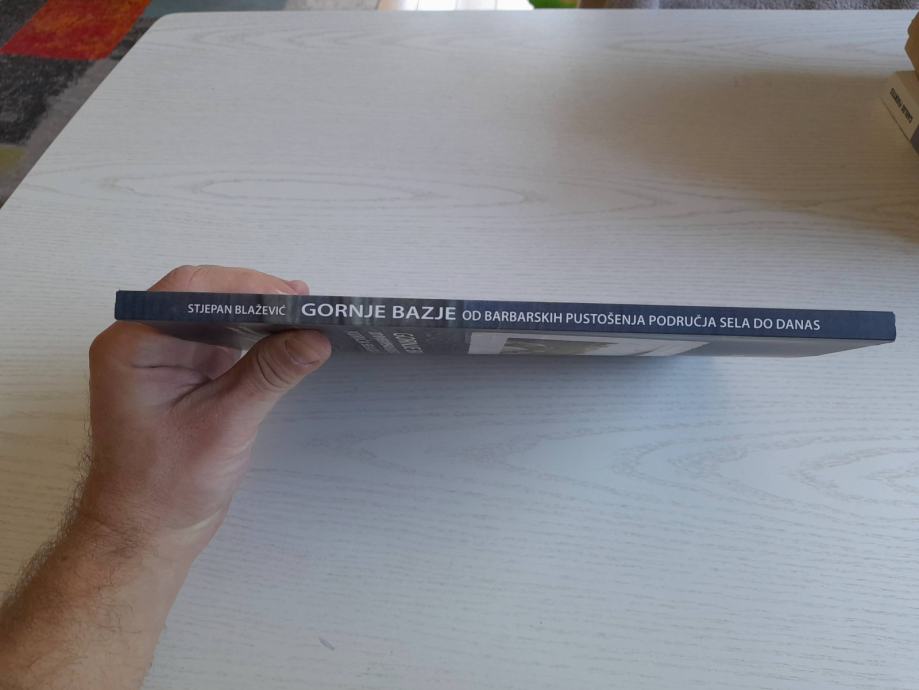 STJEPAN BLAŽEVIĆ GORNJE BAZJE OD BARBARSKIH PUSTOŠENJA PODRUČJA SELA DO DANAS